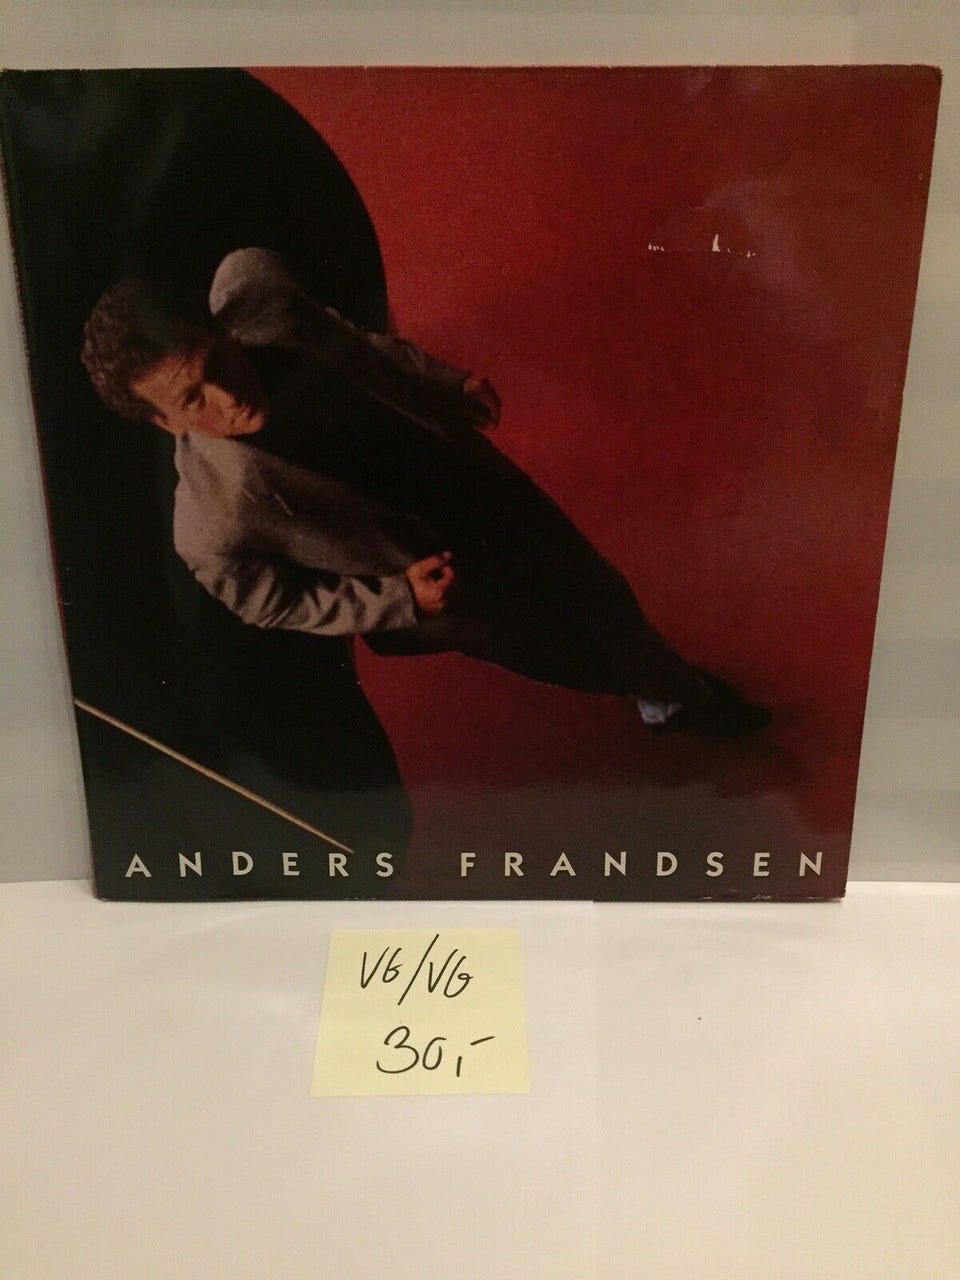 ANDERS FRANDSEN
VG/VG
30,-